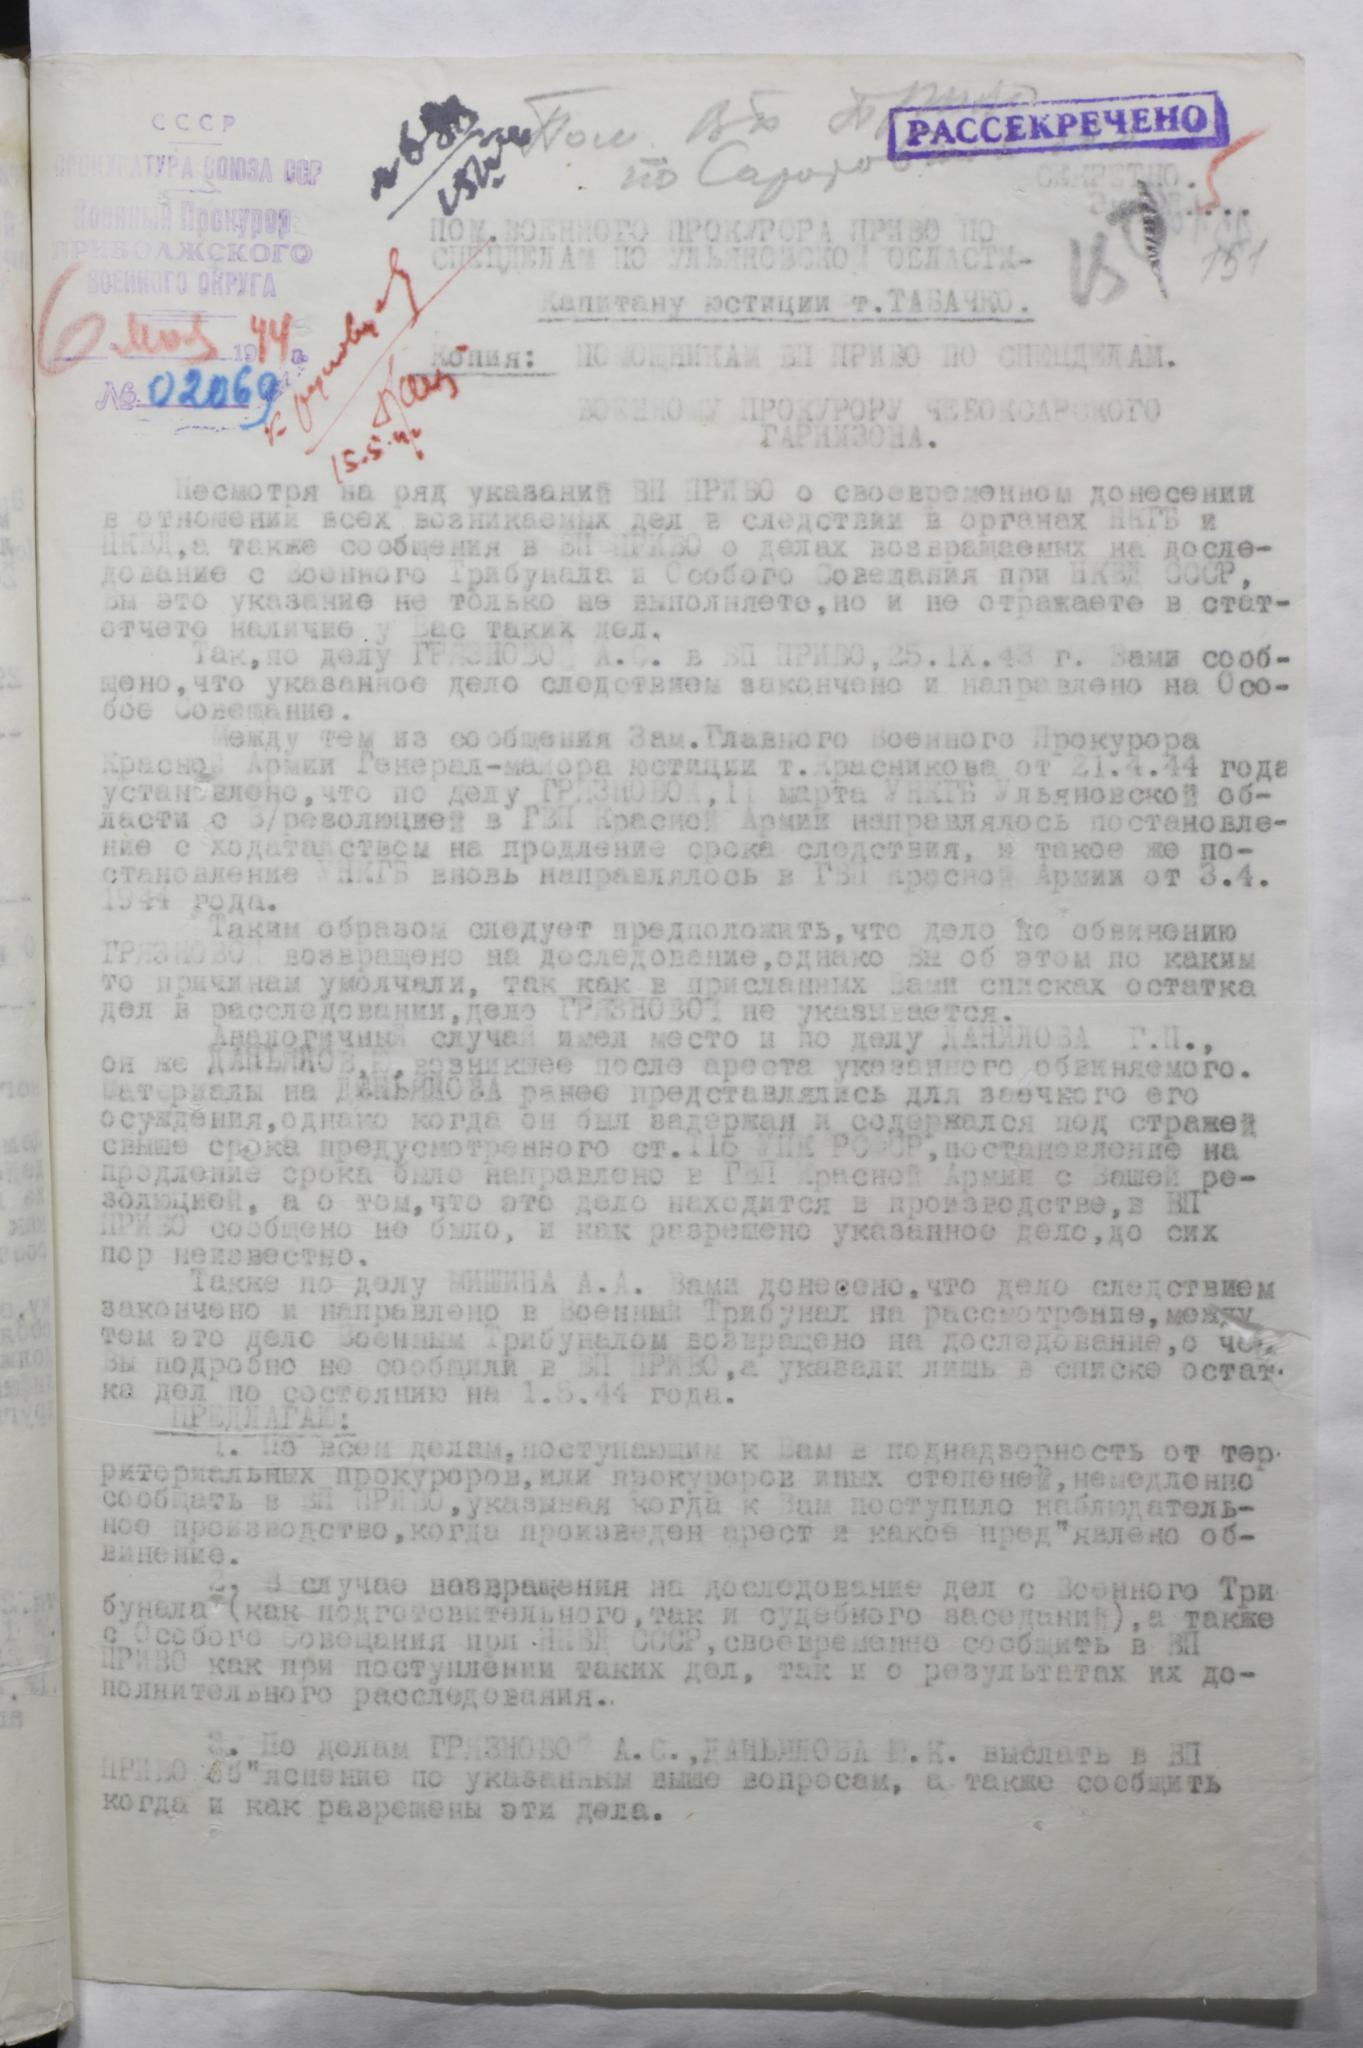 СССР
ПРОКУРАТУРА СОЮЗА ССР
Военный Прокурор
ПРИВОЛЖСКОГО
ВОЕННОГО ОКРУГА
6 мая 1944 г.
№ 02069
Пом. ВП
по
РАССЕКРЕЧЕНО
СЕКРЕТНО.
5
151
15.5.44
ПОМ.ВОЕННОГО ПРОКУРОРА ПРИВО ПО
СПЕЦДЕЛАМ ПО УЛЬЯНОВСКОЙ ОБЛАСТИ-
Капитану юстиции т.ТАБАЧКО.
Копия: ПОМОЩНИКАМ ВП ПРИВО ПО СПЕЦДЕЛАМ.
ВОЕННОМУ ПРОКУРОРУ ЧЕБОКСАРСКОГО
ГАРНИЗОНА.
Несмотря на ряд указаний ВП ПРИВО о своевременном донесении
в отношении всех возникаемых дел в следствии в органах НКГБ и
НКВД,а также сообщения в ВП ПРИВО о делах возвращаемых на досле-
дование с Военного Трибунала и Особого Совещания при НКВД СССР,
Вы это указание не только не выполняете,но и не отражаете в стат-
отчете наличие у Вас таких дел.
Так,по делу ГРЯЗНОВОЙ А.С. в ВП ПРИВО,25.IX.43 г. Вами сооб-
щено,что указанное дело следствием закончено и направлено на Осо-
бое Совещание.
Между тем из сообщения Зам.Главного Военного Прокурора
Красной Армии Генерал-майора юстиции т.Красникова от 21.4.44 года
установлено,что по делу ГРЯЗНОВОЙ,11 марта УНКГБ Ульяновской об-
ласти с В/резолюцией в ГВП Красной Армии направлялось постановле-
ние с ходатайством на продление срока следствия, и такое же по-
становление УНКГБ вновь направлялось в ГВП Красной Армии от 3.4.
1944 года.
Таким образом следует предположить,что дело по обвинению
ГРЯЗНОВОЙ возвращено на доследование,однако Вы об этом по каким
то причинам умолчали, так как в присланных Вами списках остатка
дел в расследовании,дело ГРЯЗНОВОЙ не указывается.
Аналогичный случай имел место и по делу ДАНИЛОВА Г.П.,
он же ДАНЬЯПОВ,Ю.возникшее после ареста указанного обвиняемого.
Материалы на ДАНЬЯПОВА ранее представлялись для заочкого его
осуждения,однако когда он был задержан и содержался под стражей
свыше срока предусмотренного ст.116 УПК РСФСР,постановление на
продление срока было направлено в ГВП Красной Армии с Вашей ре-
золюцией, а о том,что это дело находится в производстве,в ВП
ПРИВО сообщено не было, и как разрешено указанное дело,до сих
пор неизвестно.
Также по делу МИШИНА А.А. Вами донесено,что дело следствием
закончено и направлено в Военный Трибунал на рассмотрение,между
тем это дело Военным Трибуналом возвращено на доследование,о чем
Вы подробно не сообщили в ВП ПРИВО,а указали лишь в списке остат-
ка дел по состоянию на 1.5.44 года.
ПРЕДЛАГАЮ:
1. По всем делам,поступающим к Вам в поднадзорность от тер-
риториальных прокуроров,или прокуроров иных степеней,немедленно
сообщать в ВП ПРИВО,указывая когда к Вам поступило наблюдатель-
ное производство,когда произведен арест и какое пред"явлено об-
винение.
2. В случае возвращения на доследование дел с Военного Три
бунала (как подготовительного,так и судебного заседаний),а также
с Особого Совещания при НКВД СССР,своевременно сообщить в ВП
ПРИВО как при поступлении таких дел, так и о результатах их до-
полнительного расследования.
3. По делам ГРЯЗНОВОЙ А.С.,ДАНЬЯПОВА Ю.К. выслать в ВП
ПРИВО об"яснение по указанным выше вопросам, а также сообщить
когда и как разрешены эти дела.